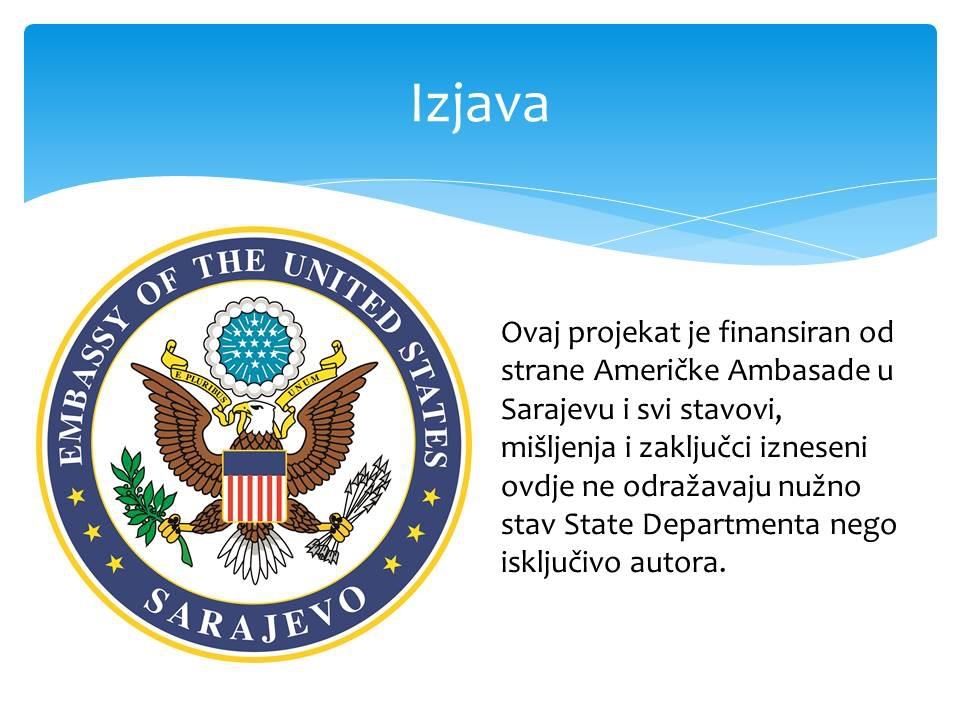 Izjava
EMBASSY OF THE UNITED STATES
E PLURIBUS UNUM
SARAJEVO
Ovaj projekat je finansiran od
strane Američke Ambasade u
Sarajevu i svi stavovi,
mišljenja i zaključci izneseni
ovdje ne odražavaju nužno
stav State Departmenta nego
isključivo autora.